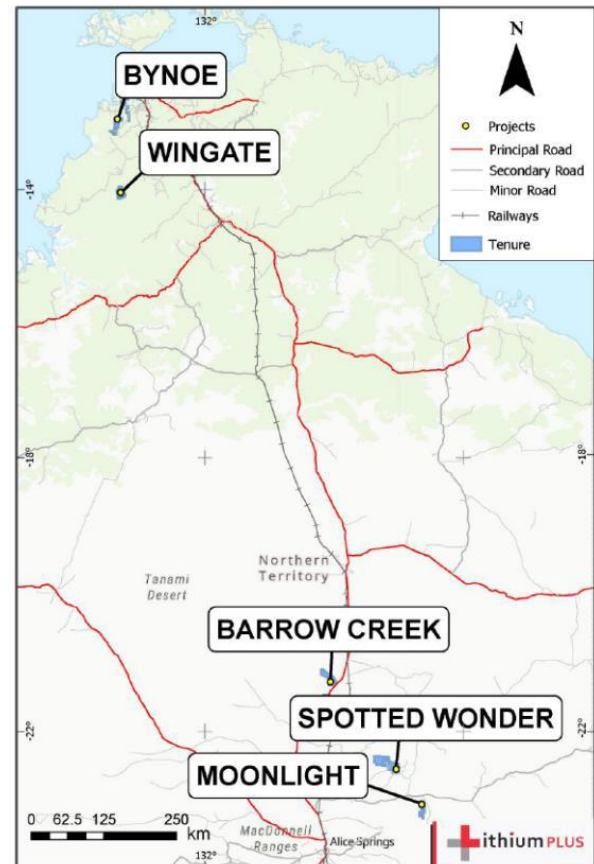 132°
N
BYNOE
WINGATE
Projects
Principal Road
Secondary Road
Minor Road
Railways
Tenure
-14°
-14°
-18°
-18°
Northern
Territory
Tanami
Desert
BARROW CREEK
SPOTTED WONDER
-22°
-22°
MOONLIGHT
0 62.5 125 250
km
MacDonnell
Ranges
Alice Springs
132°
Lithium PLUS